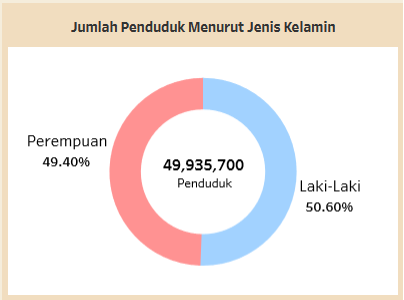 Jumlah Penduduk Menurut Jenis Kelamin
Perempuan
49.40%
49,935,700
Penduduk
Laki-Laki
50.60%